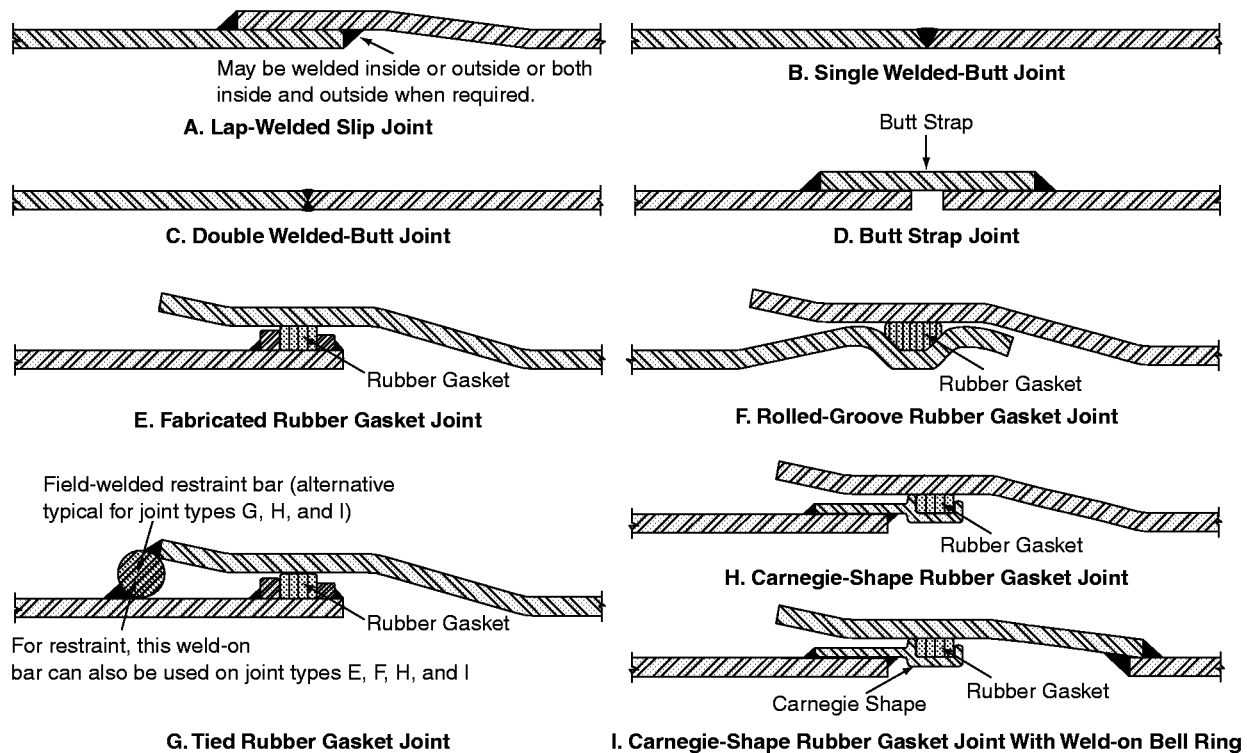 May be welded inside or outside or both
inside and outside when required.
A. Lap-Welded Slip Joint
B. Single Welded-Butt Joint
C. Double Welded-Butt Joint
Butt Strap
D. Butt Strap Joint
Rubber Gasket
E. Fabricated Rubber Gasket Joint
Rubber Gasket
F. Rolled-Groove Rubber Gasket Joint
Field-welded restraint bar (alternative
typical for joint types G, H, and I)
Rubber Gasket
For restraint, this weld-on
bar can also be used on joint types E, F, H, and I
G. Tied Rubber Gasket Joint
Rubber Gasket
H. Carnegie-Shape Rubber Gasket Joint
Rubber Gasket
Carnegie Shape
I. Carnegie-Shape Rubber Gasket Joint With Weld-on Bell Ring